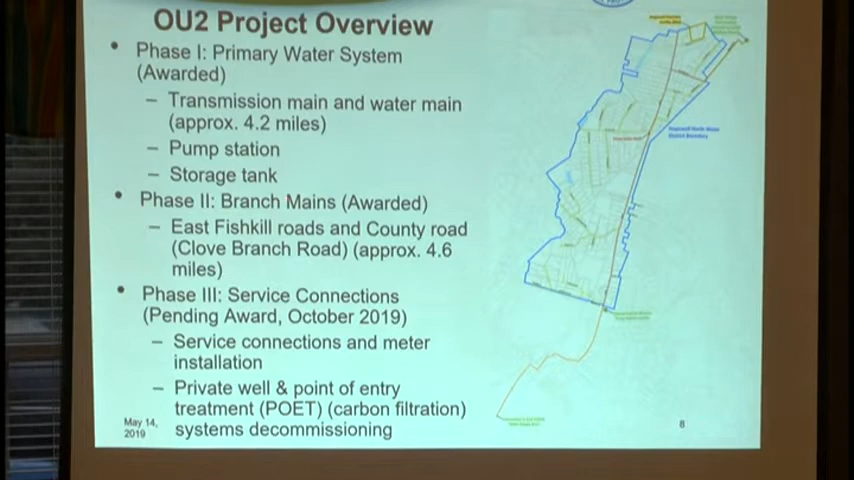 OU2 Project Overview
• Phase I: Primary Water System
(Awarded)
– Transmission main and water main
(approx. 4.2 miles)
– Pump station
– Storage tank
• Phase II: Branch Mains (Awarded)
– East Fishkill roads and County road
(Clove Branch Road) (approx. 4.6
miles)
• Phase III: Service Connections
(Pending Award, October 2019)
– Service connections and meter
installation
– Private well & point of entry
treatment (POET) (carbon filtration)
systems decommissioning
May 14,
2019
8